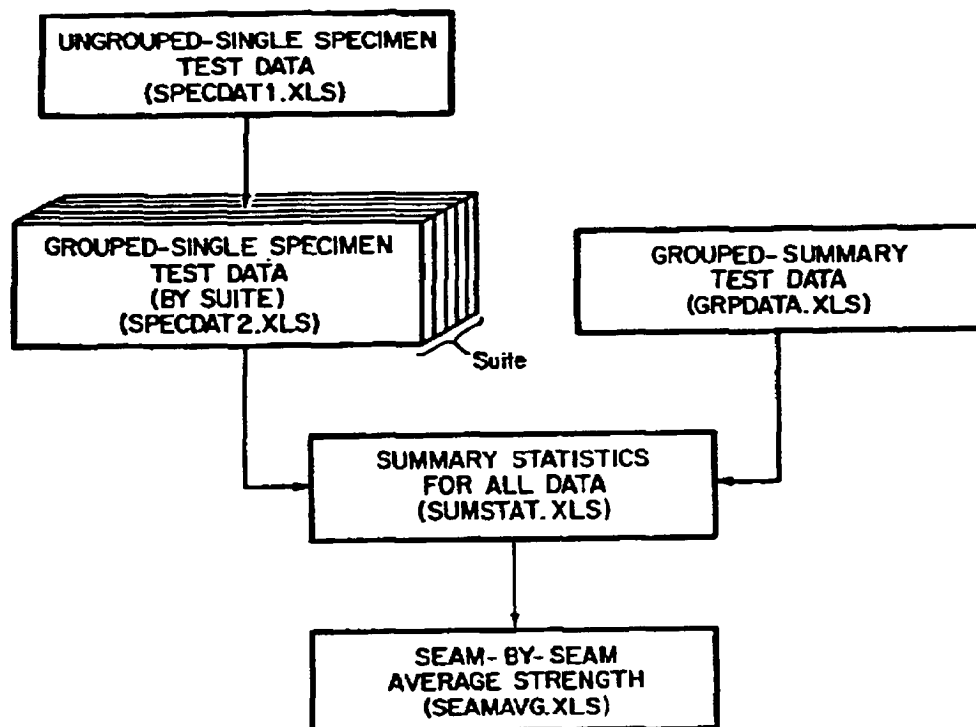 UNGROUPED-SINGLE SPECIMEN
TEST DATA
(SPECDAT1.XLS)
GROUPED-SINGLE SPECIMEN
TEST DATA
(BY SUITE)
(SPECDAT2.XLS)
Suite
GROUPED-SUMMARY
TEST DATA
(GRPDATA.XLS)
SUMMARY STATISTICS
FOR ALL DATA
(SUMSTAT.XLS)
SEAM-BY-SEAM
AVERAGE STRENGTH
(SEAMAVG.XLS)